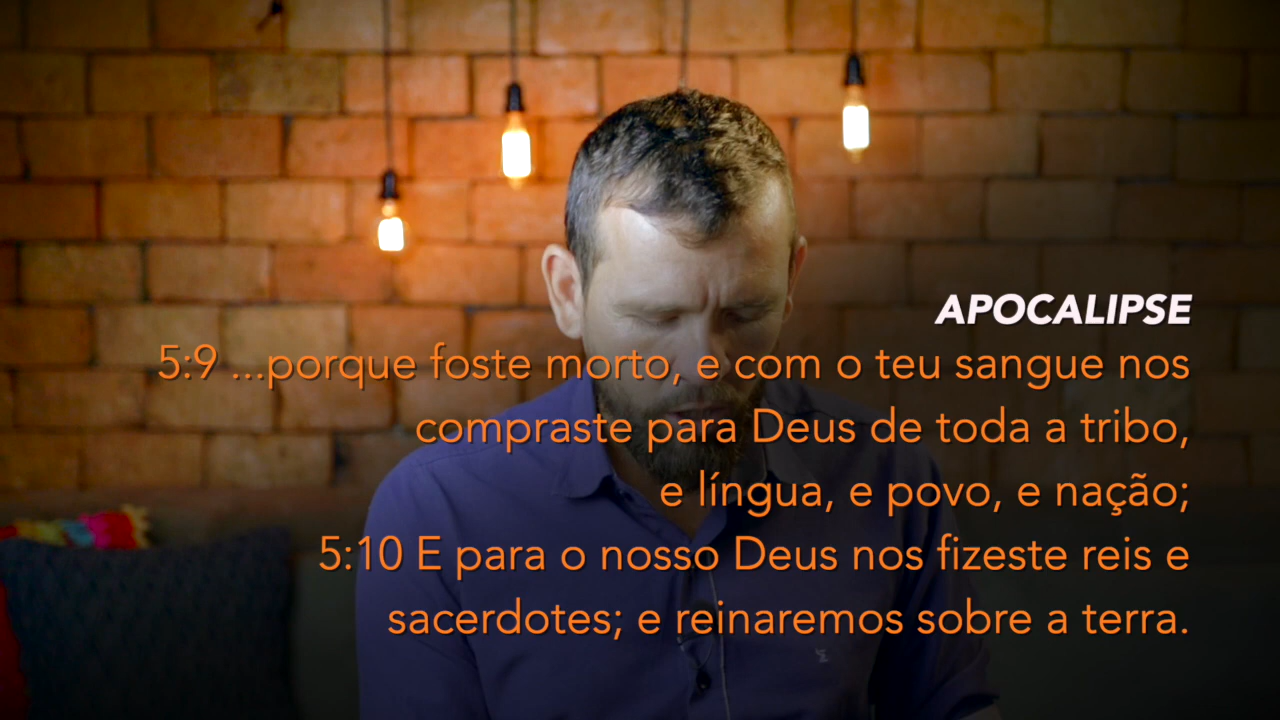 APOCALIPSE
5:9 ...porque foste morto, e com o teu sangue nos
compraste para Deus de toda a tribo,
e língua, e povo, e nação;
5:10 E para o nosso Deus nos fizeste reis e
sacerdotes; e reinaremos sobre a terra.